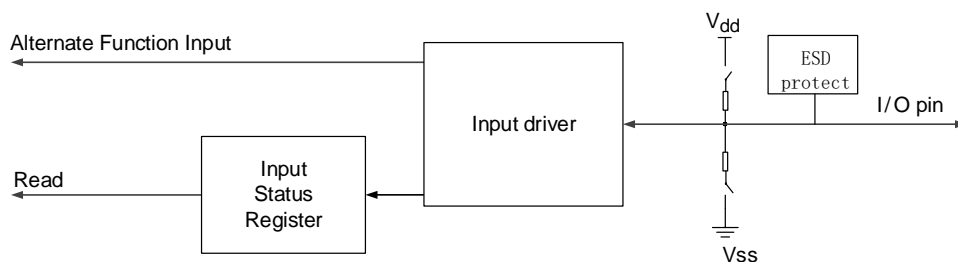 Alternate Function Input
Read
Input
Status
Register
Input driver
Vdd
ESD
protect
I/O pin
Vss